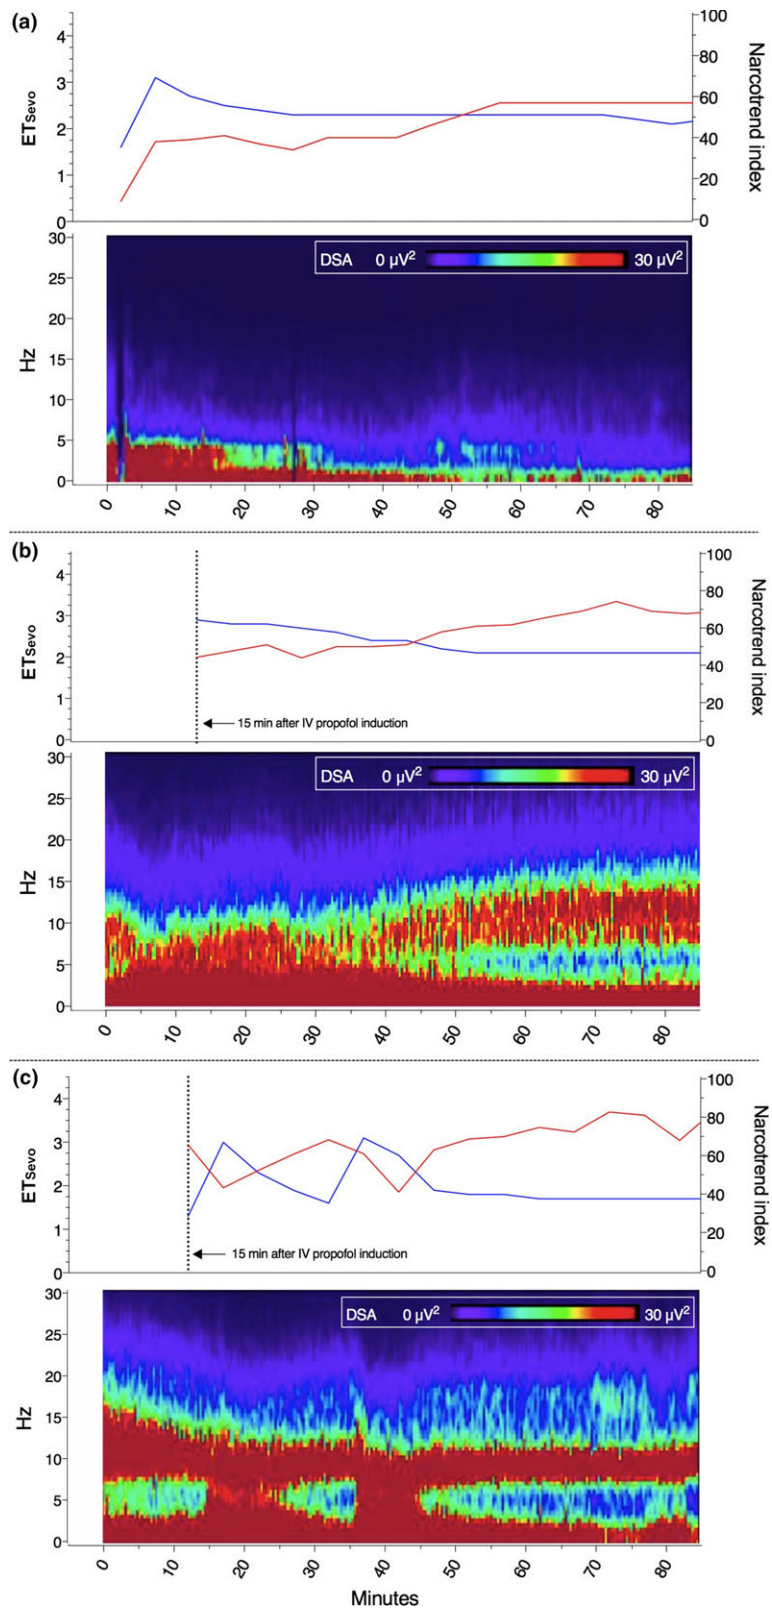 (a)
4
3
2
1
0
ETSevo
100
80
60
40
20
0
Narcotrend index
DSA 0 μV² 30 μV²
30
25
20
15
10
5
0
Hz
0 10 20 30 40 50 60 70 80
(b)
4
3
2
1
0
ETSevo
100
80
60
40
20
0
Narcotrend index
15 min after IV propofol induction
DSA 0 μV² 30 μV²
30
25
20
15
10
5
0
Hz
0 10 20 30 40 50 60 70 80
(c)
4
3
2
1
0
ETSevo
100
80
60
40
20
0
Narcotrend index
15 min after IV propofol induction
DSA 0 μV² 30 μV²
30
25
20
15
10
5
0
Hz
0 10 20 30 40 50 60 70 80
Minutes